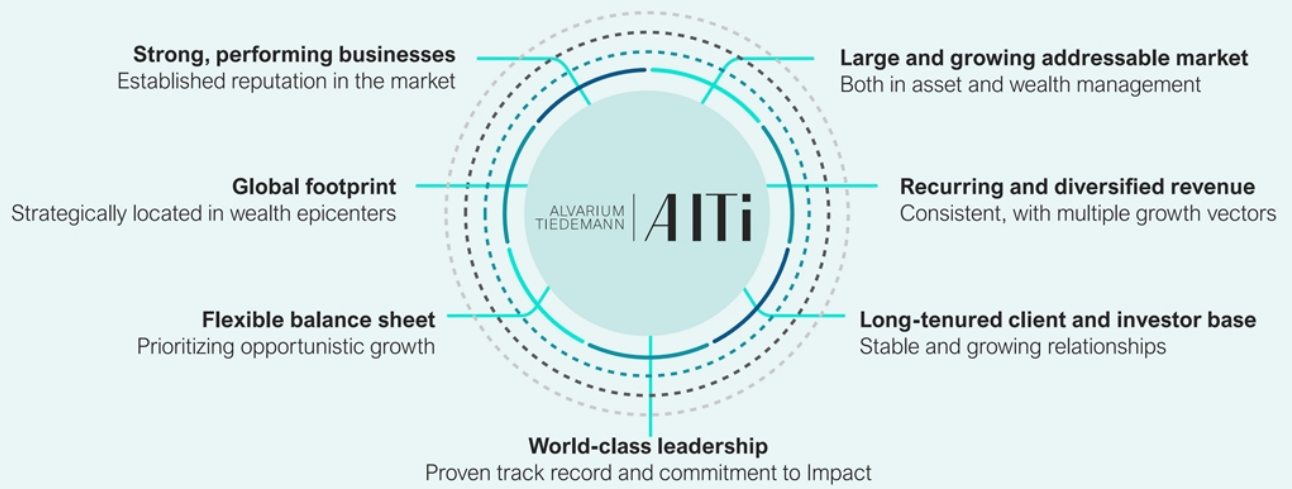 Strong, performing businesses
Established reputation in the market
Large and growing addressable market
Both in asset and wealth management
Global footprint
Strategically located in wealth epicenters
ALVARIUM
TIEDEMANN
AlTi
Recurring and diversified revenue
Consistent, with multiple growth vectors
Flexible balance sheet
Prioritizing opportunistic growth
Long-tenured client and investor base
Stable and growing relationships
World-class leadership
Proven track record and commitment to Impact